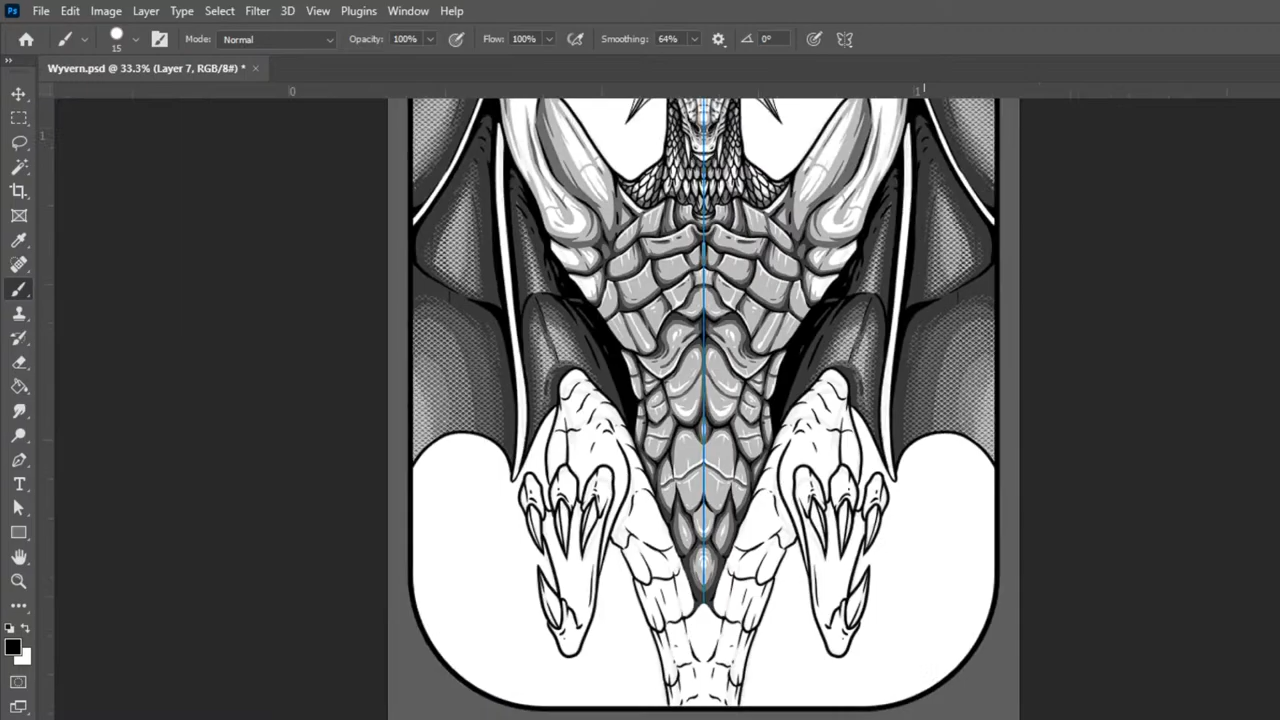 Ps File Edit Image Layer Type Select Filter 3D View Plugins Window Help
15 Mode: Normal Opacity: 100% Flow: 100% Smoothing: 64% 0°
Wyvern.psd @ 33.3% (Layer 7, RGB/8#) * ×
0 1
1
T